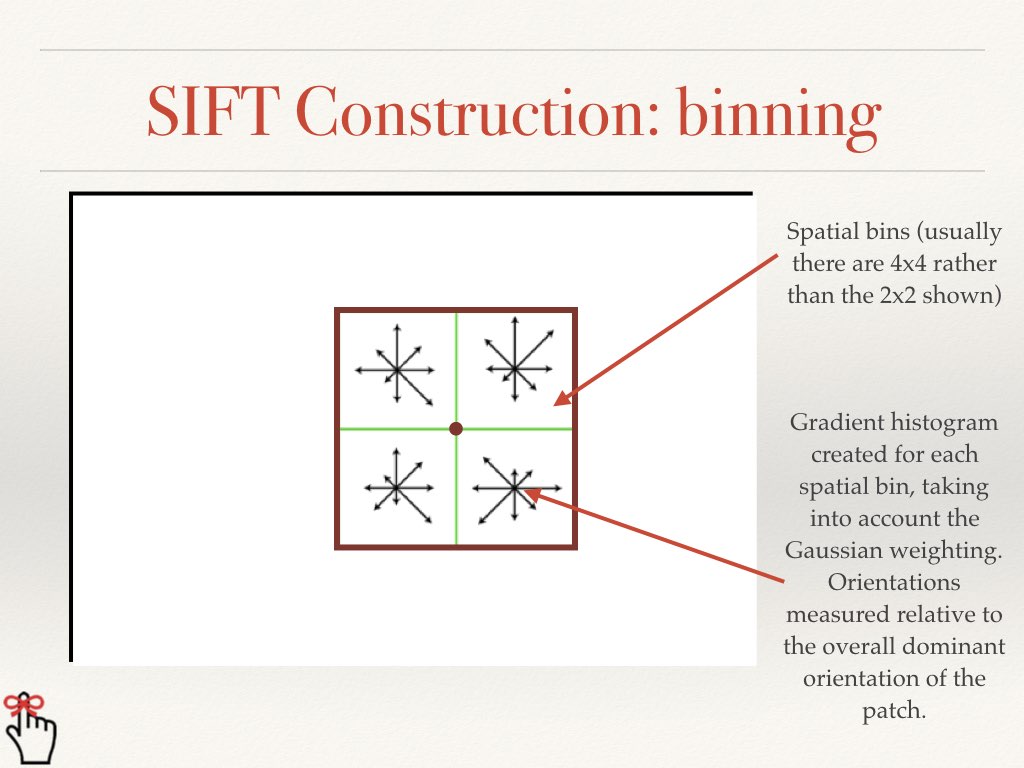 SIFT Construction: binning
Spatial bins (usually
there are 4x4 rather
than the 2x2 shown)
Gradient histogram
created for each
spatial bin, taking
into account the
Gaussian weighting.
Orientations
measured relative to
the overall dominant
orientation of the
patch.